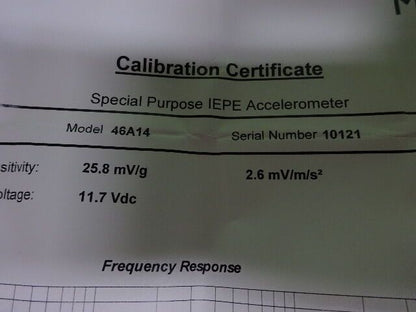 M
Calibration Certificate
Special Purpose IEPE Accelerometer
Model 46A14 Serial Number 10121
sitivity: 25.8 mV/g 2.6 mV/m/s²
oltage: 11.7 Vdc
Frequency Response